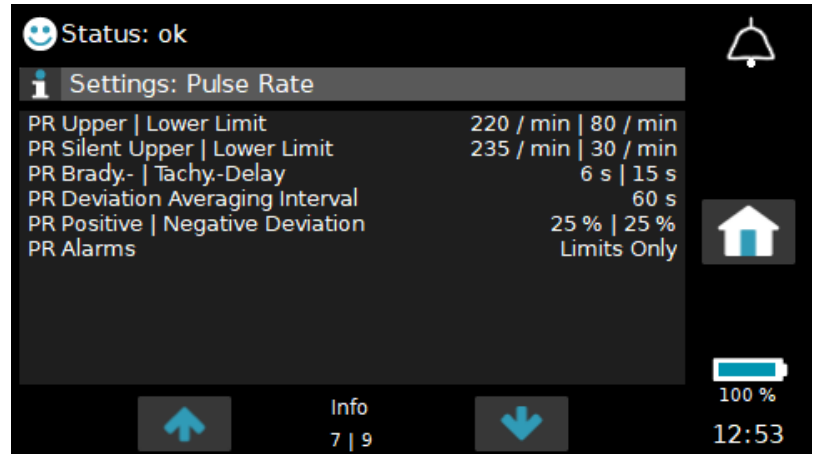 Status: ok
Settings: Pulse Rate
PR Upper | Lower Limit 220 / min | 80 / min
PR Silent Upper | Lower Limit 235 / min | 30 / min
PR Brady.- | Tachy.-Delay 6 s | 15 s
PR Deviation Averaging Interval 60 s
PR Positive | Negative Deviation 25 % | 25 %
PR Alarms Limits Only
Info
7 | 9
100 %
12:53